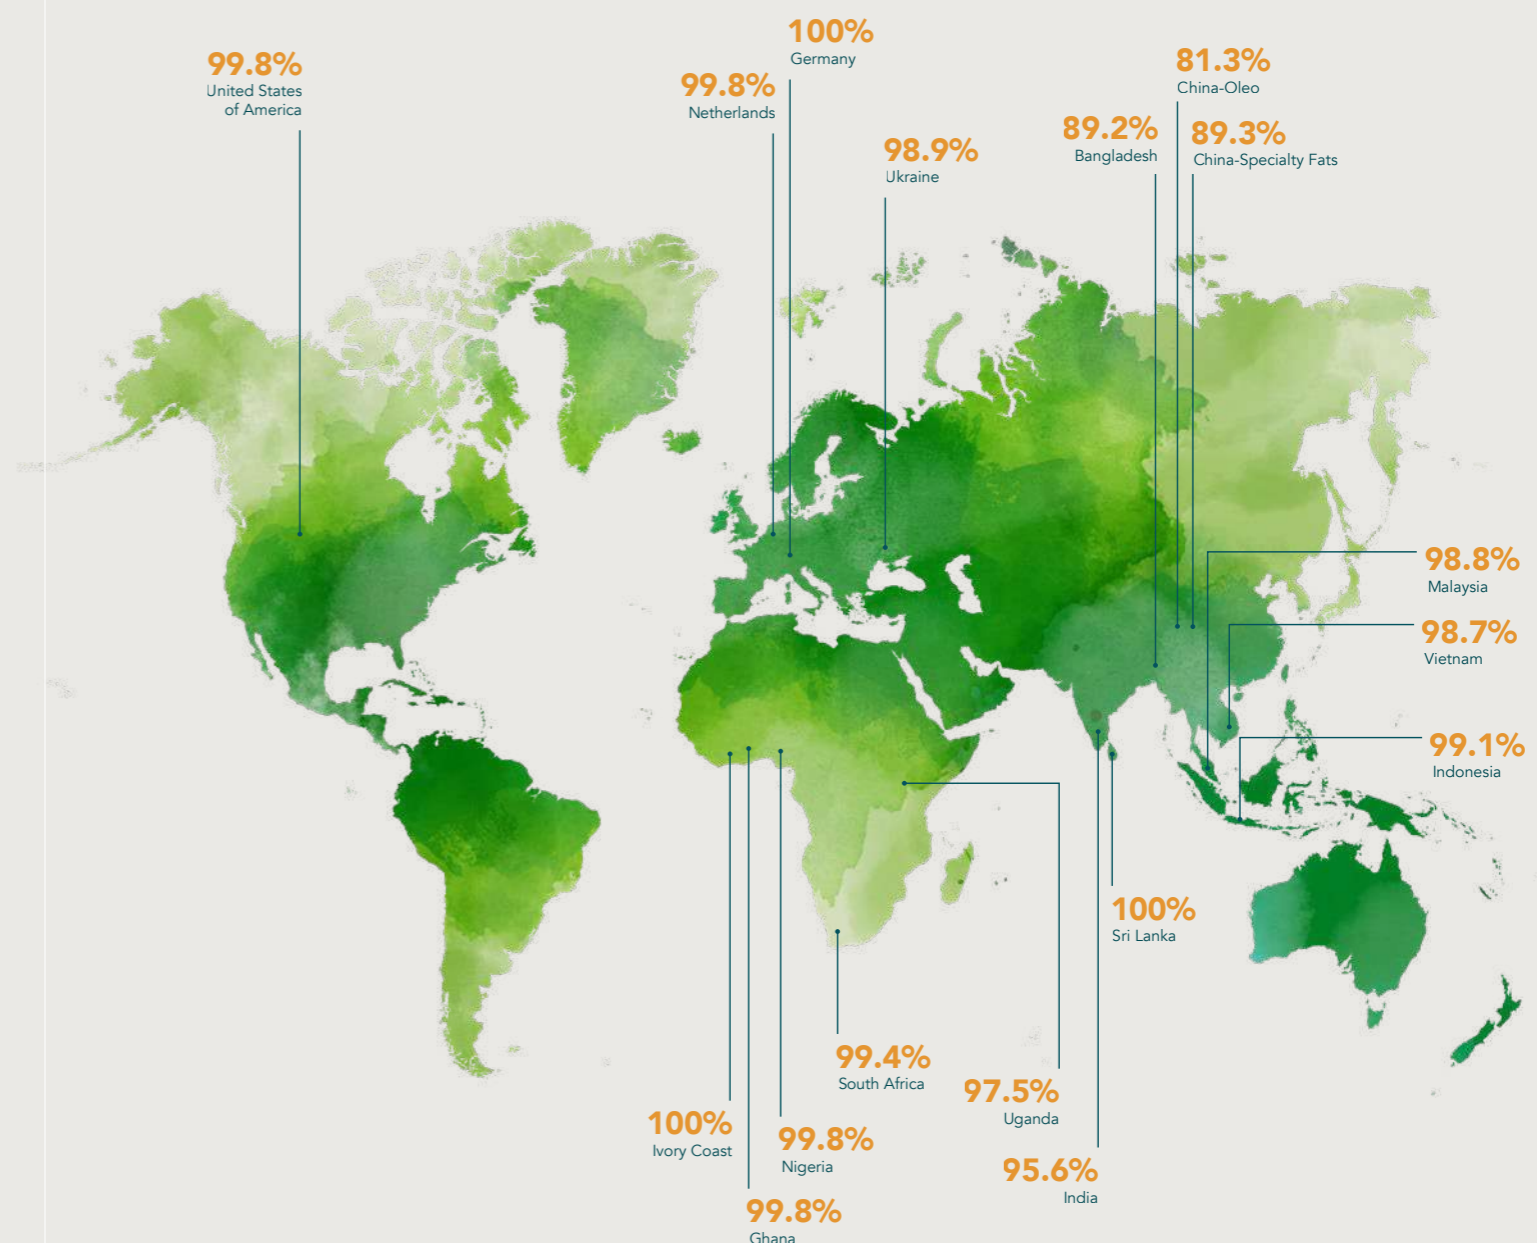 100%
Germany
99.8%
United States
of America
99.8%
Netherlands
81.3%
China-Oleo
89.2%
Bangladesh
89.3%
China-Specialty Fats
98.9%
Ukraine
98.8%
Malaysia
98.7%
Vietnam
99.1%
Indonesia
100%
Sri Lanka
99.4%
South Africa
97.5%
Uganda
100%
Ivory Coast
99.8%
Nigeria
95.6%
India
99.8%
Ghana